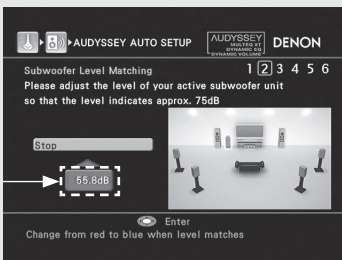 AUDYSSEY AUTO SETUP
AUDYSSEY
MULTEQ XT
DYNAMIC EQ
DYNAMIC VOLUME
DENON
Subwoofer Level Matching
1 2 3 4 5 6
Please adjust the level of your active subwoofer unit
so that the level indicates approx. 75dB
Stop
55.8dB
Enter
Change from red to blue when level matches